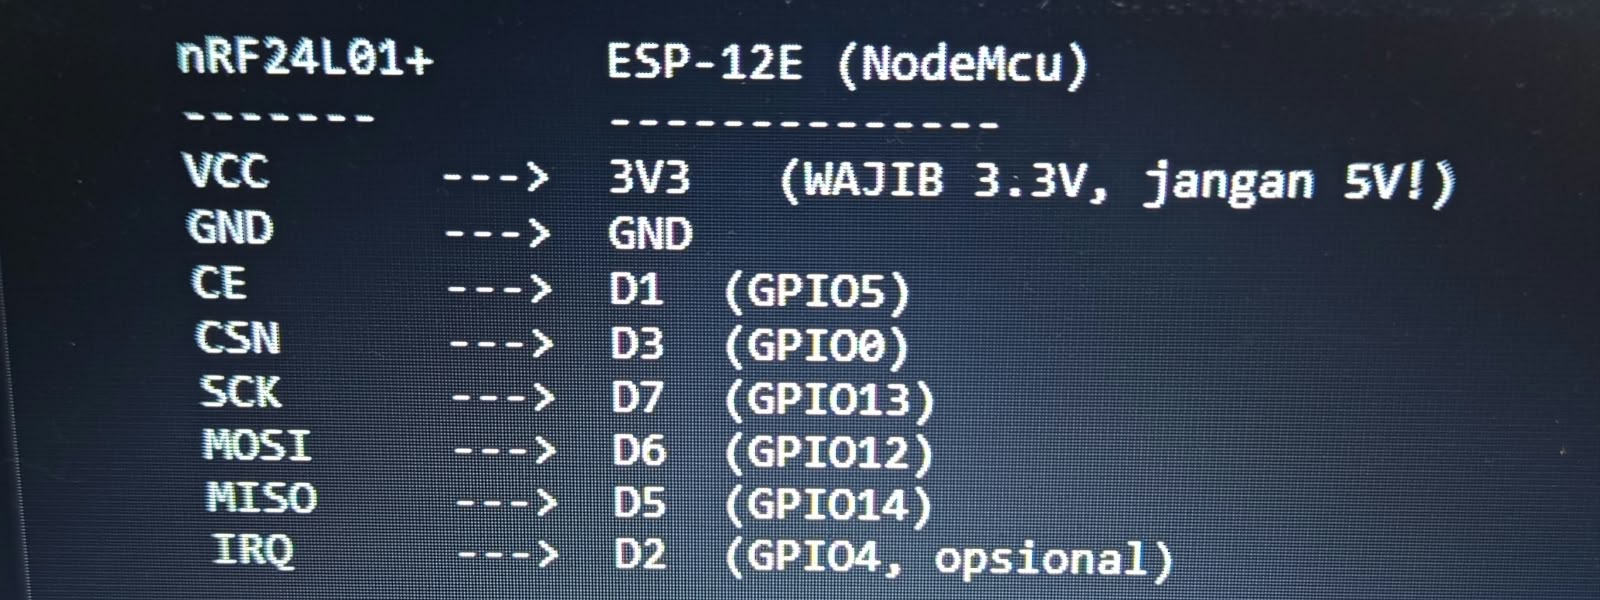 nRF24L01+          ESP-12E (NodeMcu)
-------            --------------
VCC         --->   3V3   (WAJIB 3.3V, jangan 5V!)
GND         --->   GND
CE          --->   D1  (GPIO5)
CSN         --->   D3  (GPIO0)
SCK         --->   D7  (GPIO13)
MOSI        --->   D6  (GPIO12)
MISO        --->   D5  (GPIO14)
IRQ         --->   D2  (GPIO4, opsional)